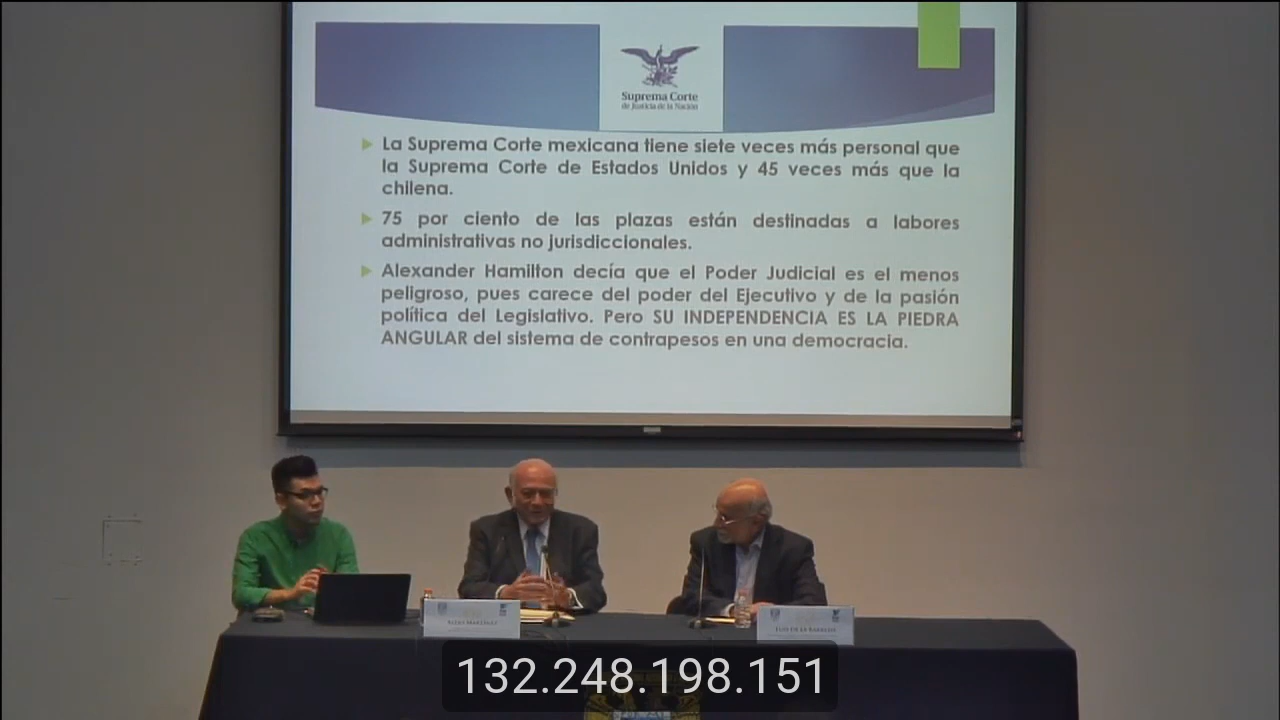 Suprema Corte
de Justicia de la Nación
La Suprema Corte mexicana tiene siete veces más personal que
la Suprema Corte de Estados Unidos y 45 veces más que la
chilena.
75 por ciento de las plazas están destinadas a labores
administrativas no jurisdiccionales.
Alexander Hamilton decía que el Poder Judicial es el menos
peligroso, pues carece del poder del Ejecutivo y de la pasión
política del Legislativo. Pero SU INDEPENDENCIA ES LA PIEDRA
ANGULAR del sistema de contrapesos en una democracia.
LUIS DE LA BARREDA
132.248.198.151